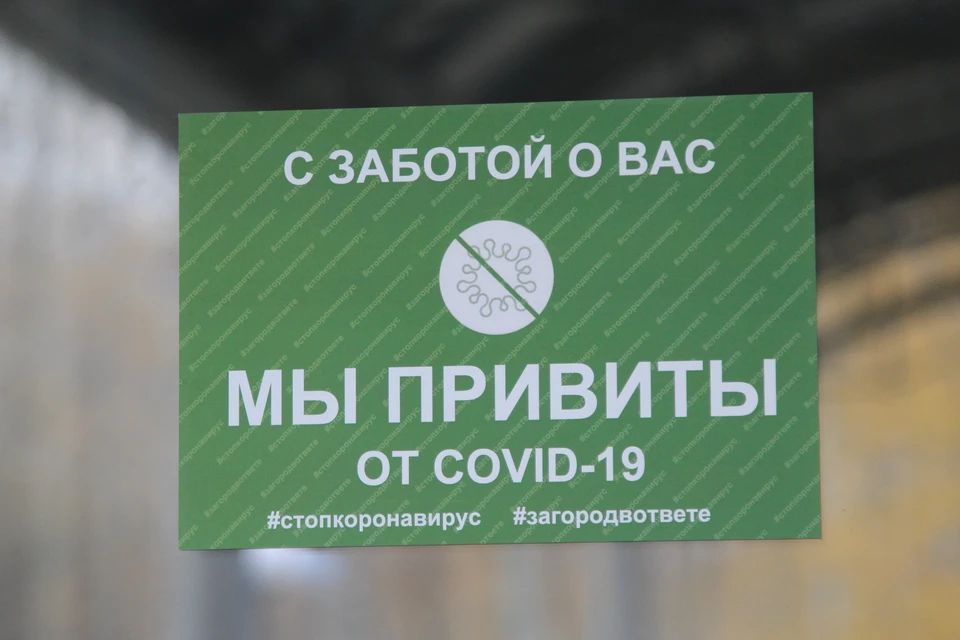 С ЗАБОТОЙ О ВАС
МЫ ПРИВИТЫ
ОТ COVID-19
#стопкоронавирус #загородвответе